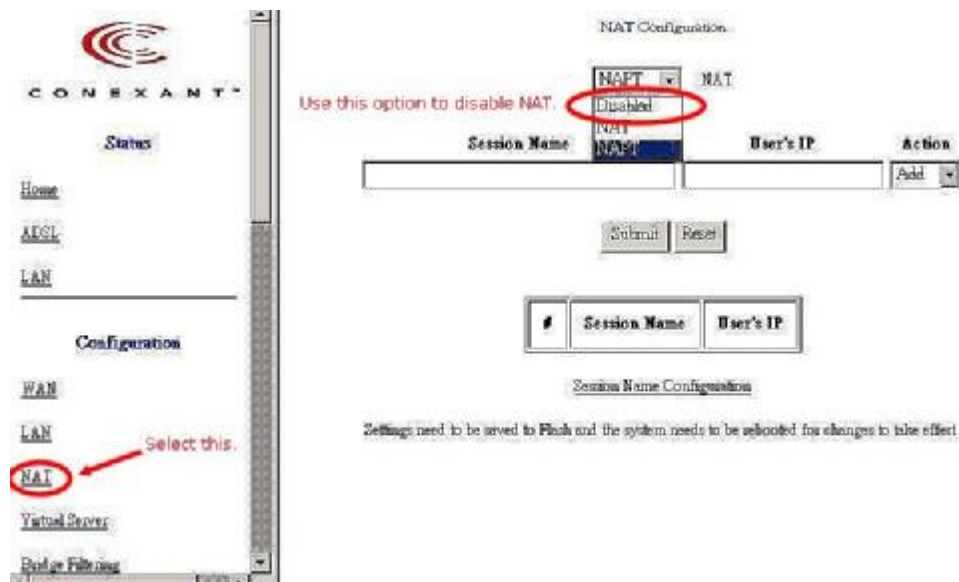 CONEXANT™
Status
Home
ADSL
LAN
Configuration
WAN
LAN
Select this.
NAT
Virtual Server
Bridge Filtering
NAT Configuration
NAPT NAT
Use this option to disable NAT.
Disabled
NAT
NAPT
Session Name User's IP Action
Add
Submit Reset
# Session Name User's IP
Session Name Configuration
Settings need to be saved to Flash and the system needs to be rebooted for changes to take effect